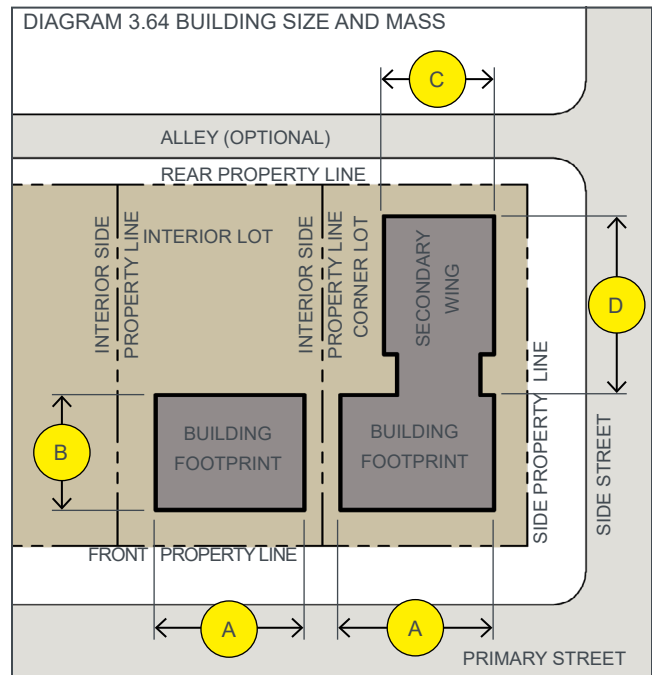 DIAGRAM 3.64 BUILDING SIZE AND MASS
C
ALLEY (OPTIONAL)
REAR PROPERTY LINE
INTERIOR SIDE
PROPERTY LINE
INTERIOR LOT
INTERIOR SIDE
PROPERTY LINE
CORNER LOT
SECONDARY
WING
D
B
BUILDING
FOOTPRINT
BUILDING
FOOTPRINT
SIDE PROPERTY LINE
SIDE STREET
FRONT PROPERTY LINE
A
A
PRIMARY STREET